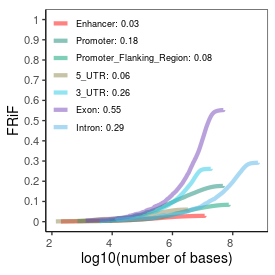 1
0.9
0.8
0.7
0.6
0.5
0.4
0.3
0.2
0.1
0
FRiF
Enhancer: 0.03
Promoter: 0.18
Promoter_Flanking_Region: 0.08
5_UTR: 0.06
3_UTR: 0.26
Exon: 0.55
Intron: 0.29
2 4 6 8
log10(number of bases)